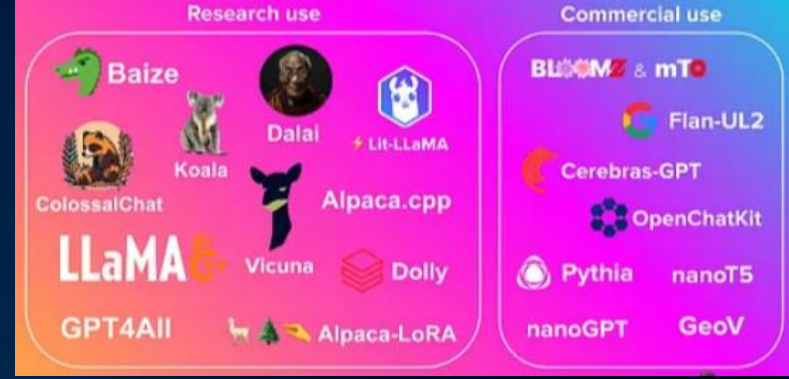 Research use
Baize
Dalai
Lit-LLaMA
Koala
ColossalChat
Alpaca.cpp
LLaMA
Vicuna
Dolly
GPT4All
Alpaca-LoRA
Commercial use
BLOOMZ & mT0
Flan-UL2
Cerebras-GPT
OpenChatKit
Pythia
nanoT5
nanoGPT
GeoV